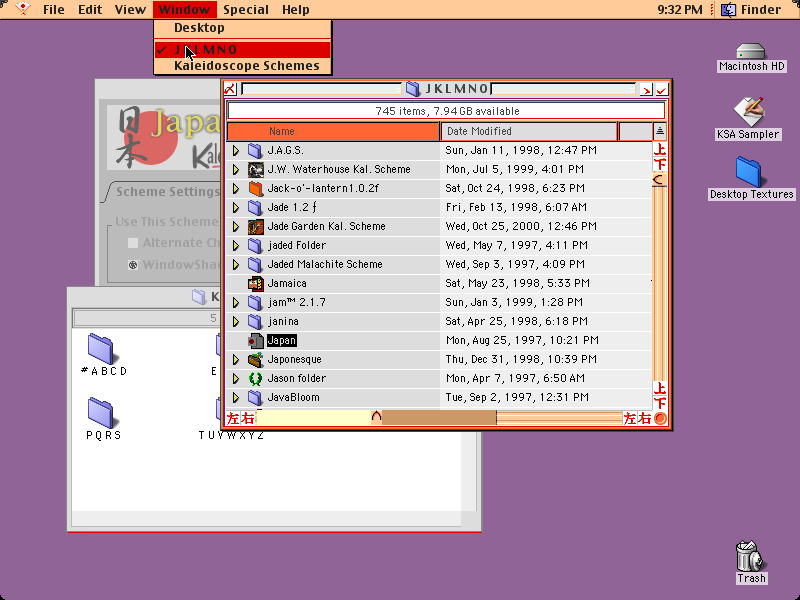 File Edit View Window Special Help 9:32 PM Finder
Desktop
✓ J K L M N O
Kaleidoscope Schemes
Macintosh HD
KSA Sampler
Desktop Textures
Trash
J K L M N O
745 items, 7.94 GB available
Name Date Modified
J.A.G.S. Sun, Jan 11, 1998, 12:47 PM
J.W. Waterhouse Kal. Scheme Mon, Jul 5, 1999, 4:01 PM
Jack-o'-lantern1.0.2f Sat, Oct 24, 1998, 6:23 PM
Jade 1.2 ƒ Fri, Feb 13, 1998, 6:07 AM
Jade Garden Kal. Scheme Wed, Oct 25, 2000, 12:46 PM
jaded Folder Wed, May 7, 1997, 4:11 PM
Jaded Malachite Scheme Wed, Sep 3, 1997, 4:09 PM
Jamaica Sat, May 23, 1998, 5:33 PM
jam™ 2.1.7 Sun, Jan 3, 1999, 1:28 PM
janina Sat, Apr 25, 1998, 6:18 PM
Japan Mon, Aug 25, 1997, 10:21 PM
Japonesque Thu, Dec 31, 1998, 10:39 PM
Jason folder Mon, Apr 7, 1997, 6:50 AM
JavaBloom Tue, Sep 2, 1997, 12:31 PM
上
下
上
下
左右 左右
日本
Japa
Kale
Scheme Settings
Use This Scheme
Alternate Ch
WindowSha
K
5
#ABCD E
PQRS TUVWXYZ